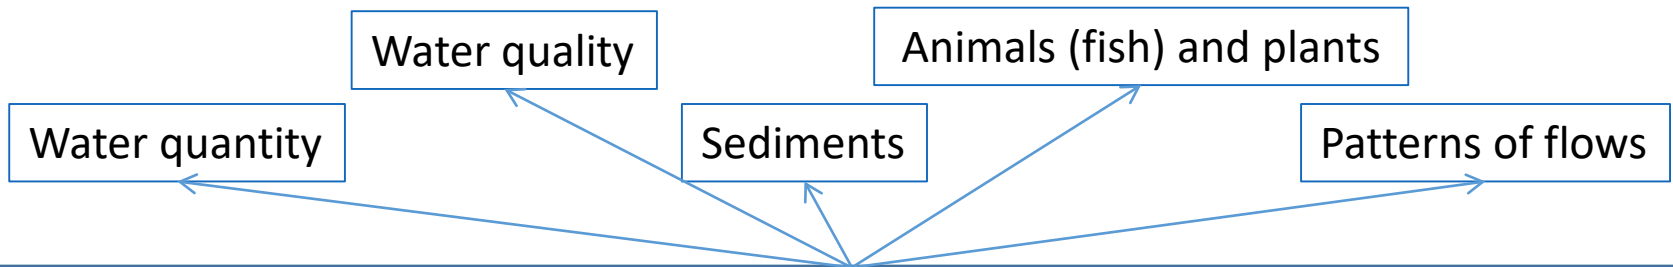 Water quality
Animals (fish) and plants
Water quantity
Sediments
Patterns of flows